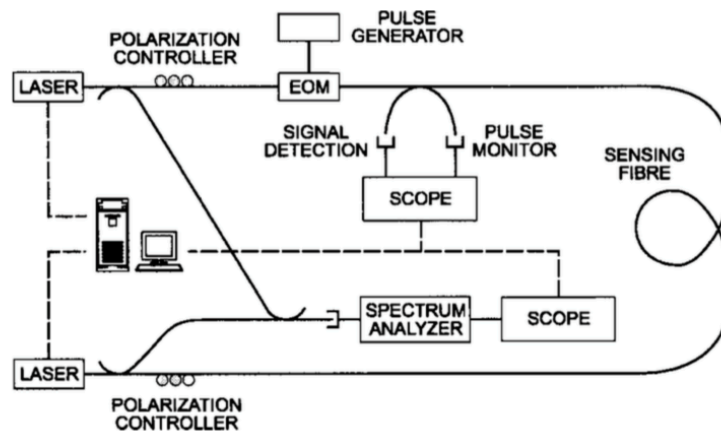 PULSE
GENERATOR
POLARIZATION
CONTROLLER
LASER
EOM
SIGNAL
DETECTION
PULSE
MONITOR
SENSING
FIBRE
SCOPE
SPECTRUM
ANALYZER
SCOPE
LASER
POLARIZATION
CONTROLLER